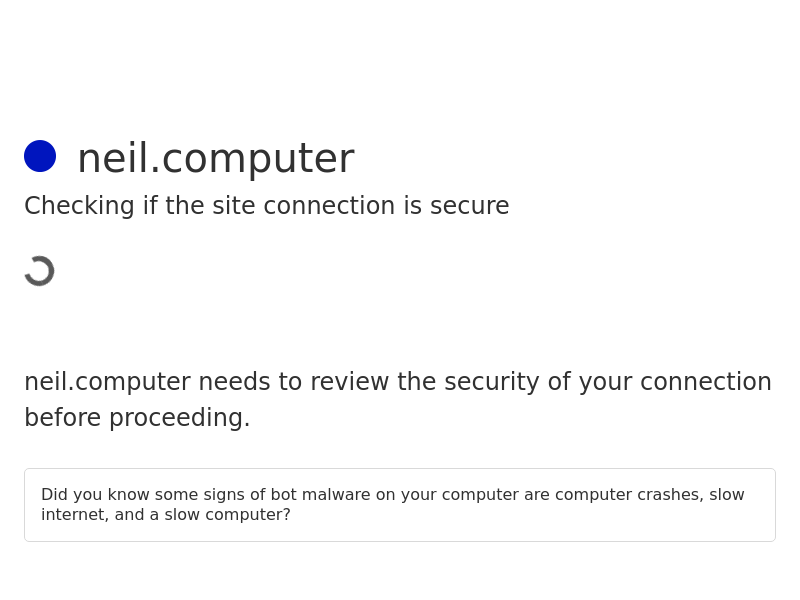 neil.computer
Checking if the site connection is secure
neil.computer needs to review the security of your connection
before proceeding.
Did you know some signs of bot malware on your computer are computer crashes, slow
internet, and a slow computer?